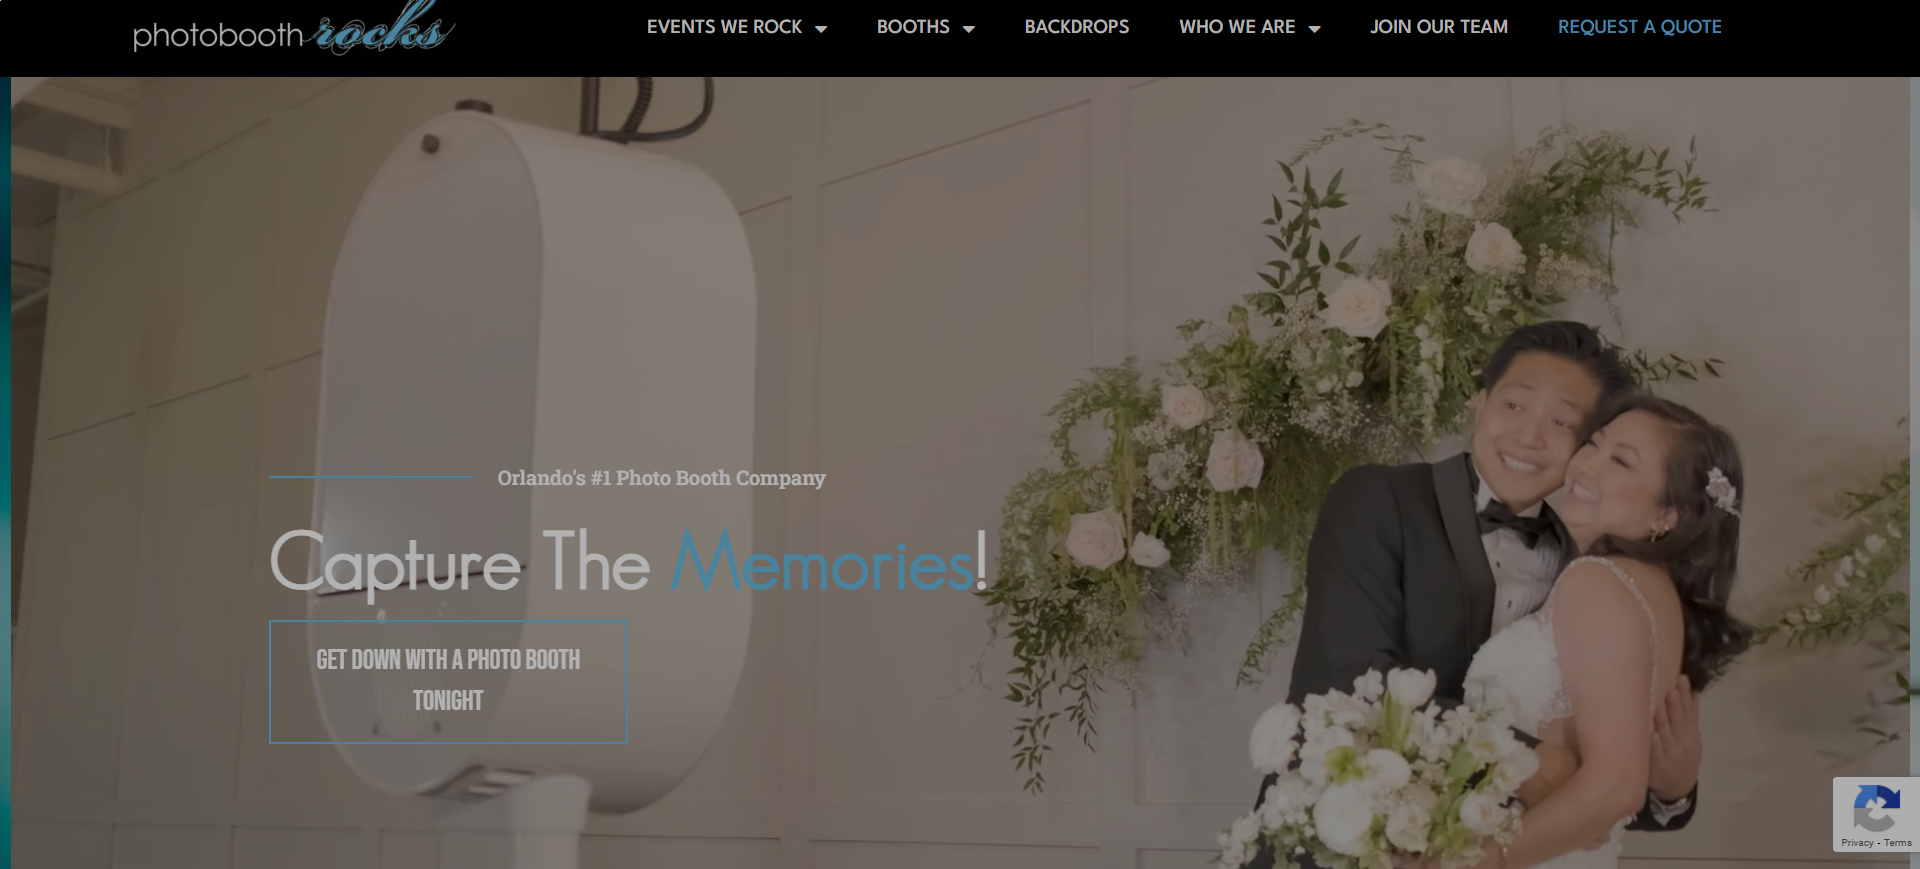 photobooth rocks
EVENTS WE ROCK
BOOTHS
BACKDROPS
WHO WE ARE
JOIN OUR TEAM
REQUEST A QUOTE
Orlando's #1 Photo Booth Company
Capture The Memories!
GET DOWN WITH A PHOTO BOOTH
TONIGHT
Privacy - Terms